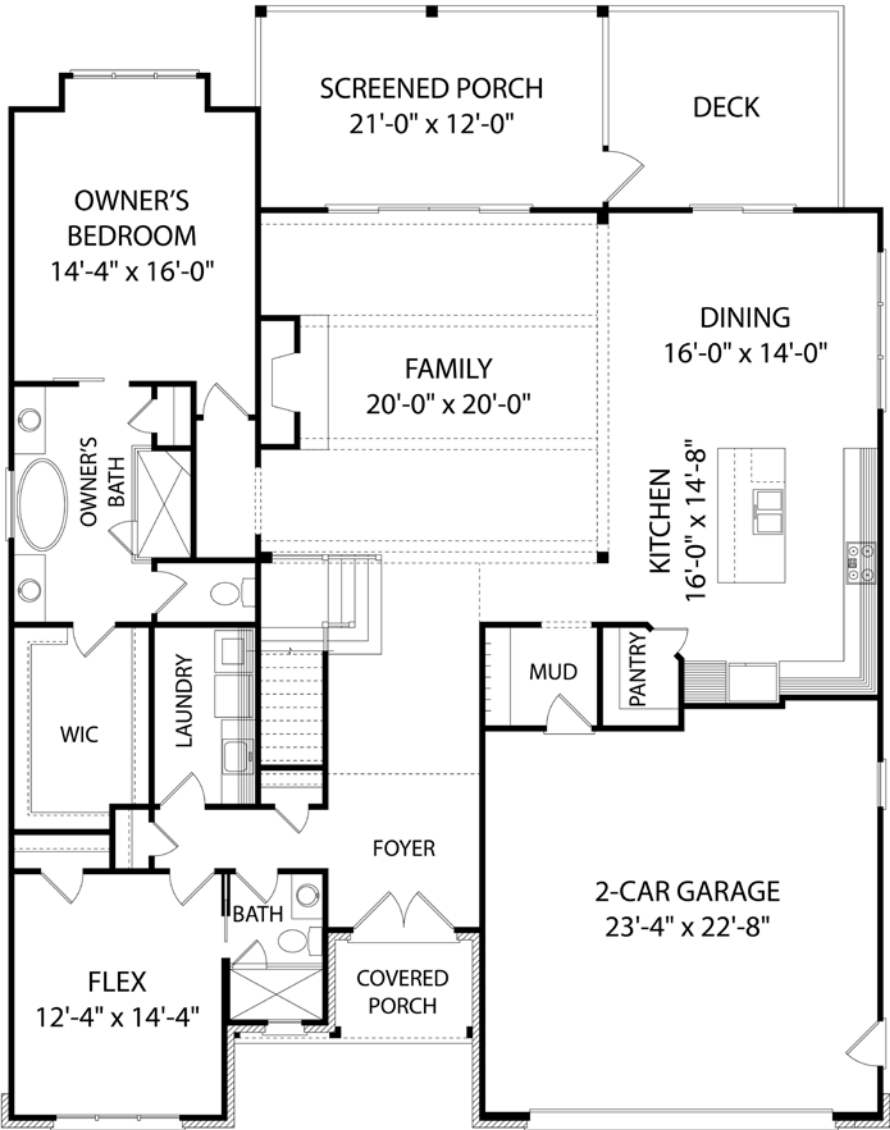 SCREENED PORCH
21'-0" x 12'-0"
DECK
OWNER'S
BEDROOM
14'-4" x 16'-0"
DINING
16'-0" x 14'-0"
FAMILY
20'-0" x 20'-0"
OWNER'S
BATH
KITCHEN
16'-0" x 14'-8"
MUD
PANTRY
LAUNDRY
WIC
FOYER
2-CAR GARAGE
23'-4" x 22'-8"
BATH
FLEX
12'-4" x 14'-4"
COVERED
PORCH